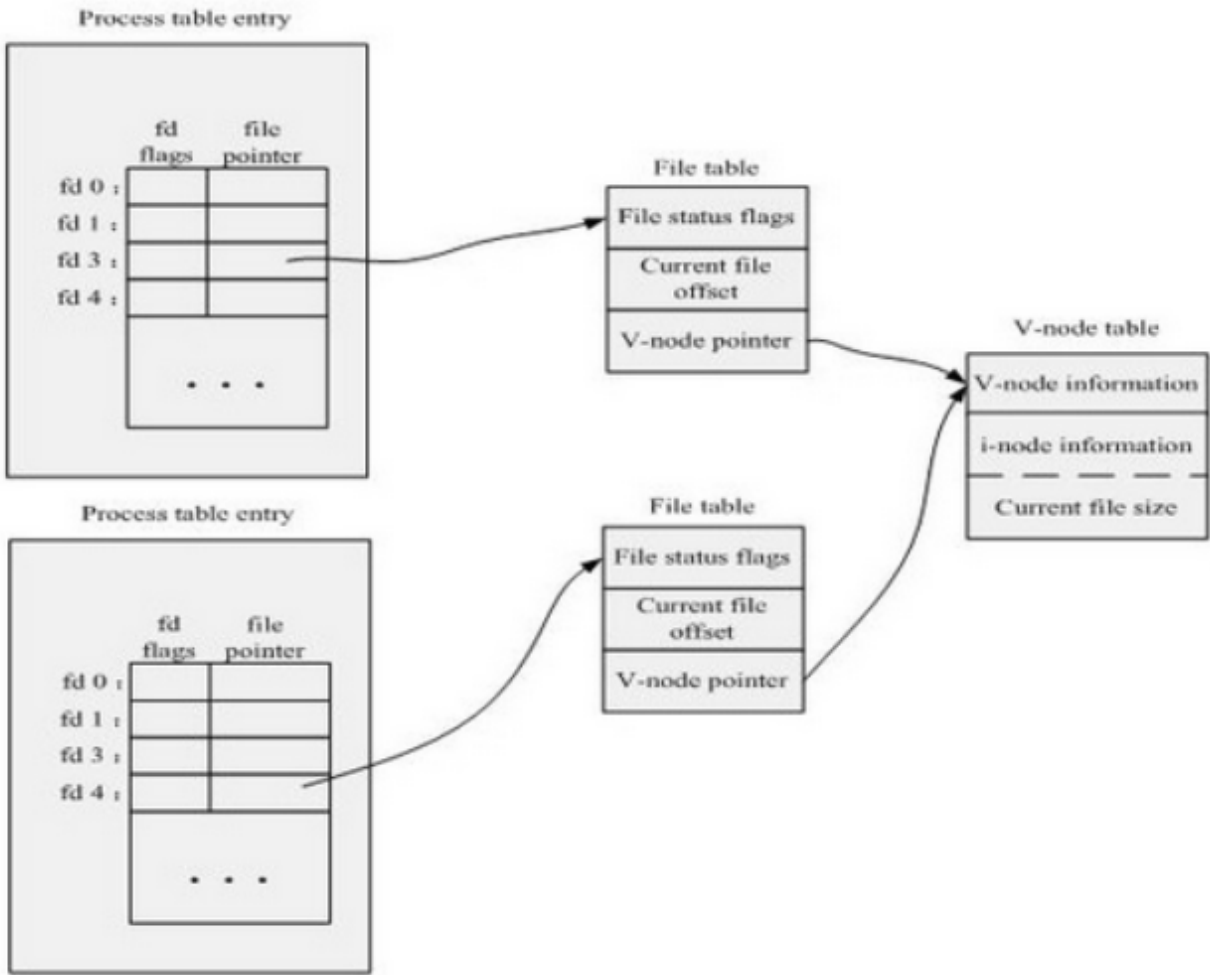 Process table entry
fd flags
file pointer
fd 0 :
fd 1 :
fd 3 :
fd 4 :
. . .
File table
File status flags
Current file
offset
V-node pointer
V-node table
V-node information
i-node information
Current file size
Process table entry
fd flags
file pointer
fd 0 :
fd 1 :
fd 3 :
fd 4 :
. . .
File table
File status flags
Current file
offset
V-node pointer